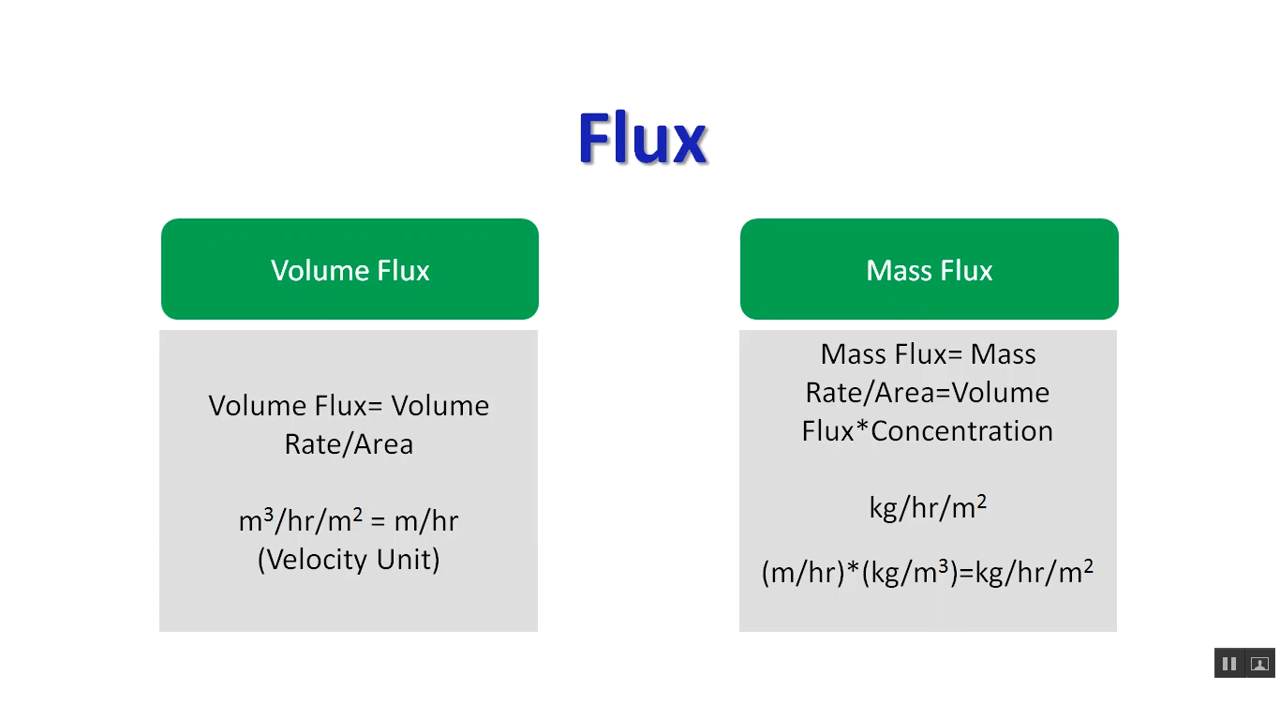 Flux
Volume Flux
Volume Flux= Volume
Rate/Area
m³/hr/m² = m/hr
(Velocity Unit)
Mass Flux
Mass Flux= Mass
Rate/Area=Volume
Flux*Concentration
kg/hr/m²
(m/hr)*(kg/m³)=kg/hr/m²